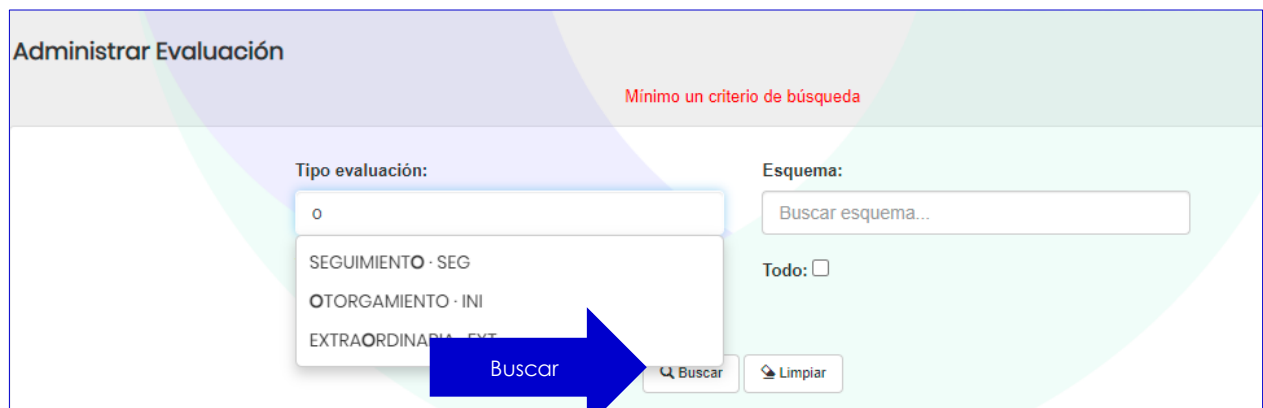 Administrar Evaluación
Mínimo un criterio de búsqueda
Tipo evaluación:
Esquema:
o
Buscar esquema...
SEGUIMIENTO · SEG
Todo:
OTORGAMIENTO · INI
EXTRAORDINARIA · EXT
Buscar
Buscar
Limpiar